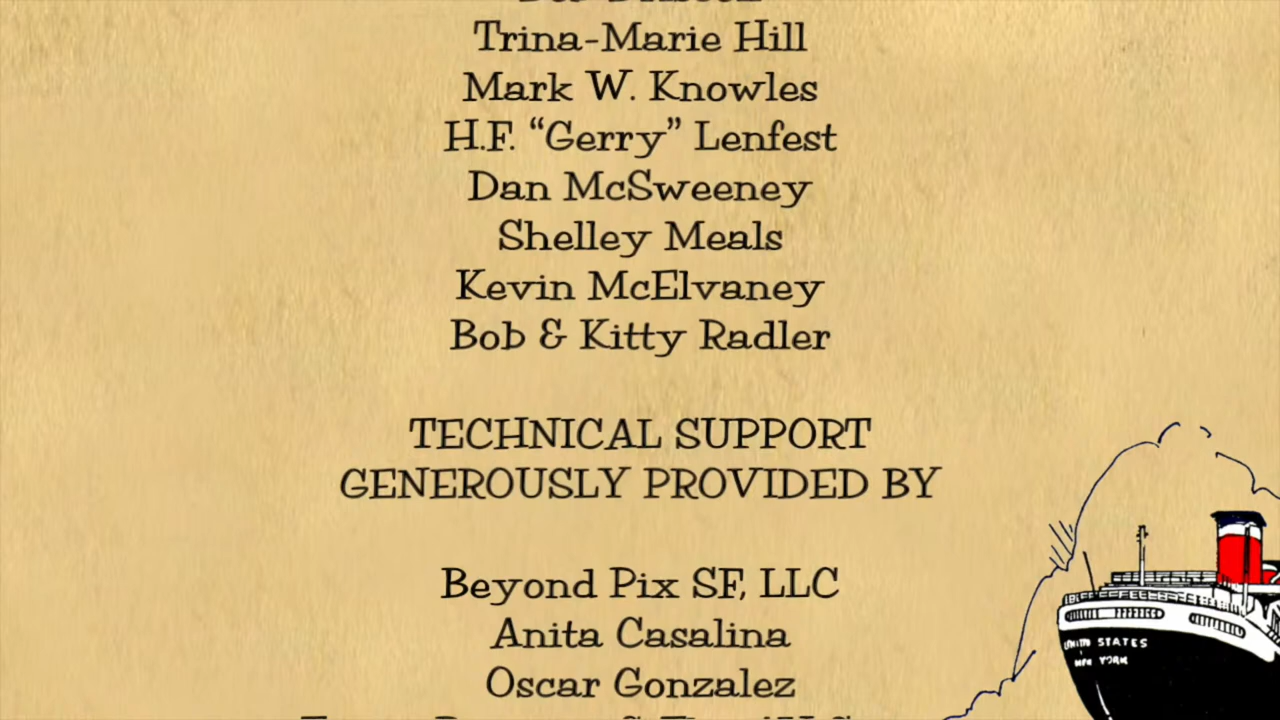 Trina-Marie Hill
Mark W. Knowles
H.F. “Gerry” Lenfest
Dan McSweeney
Shelley Meals
Kevin McElvaney
Bob & Kitty Radler
TECHNICAL SUPPORT
GENEROUSLY PROVIDED BY
Beyond Pix SF, LLC
Anita Casalina
Oscar Gonzalez
UNITED STATES
NEW YORK